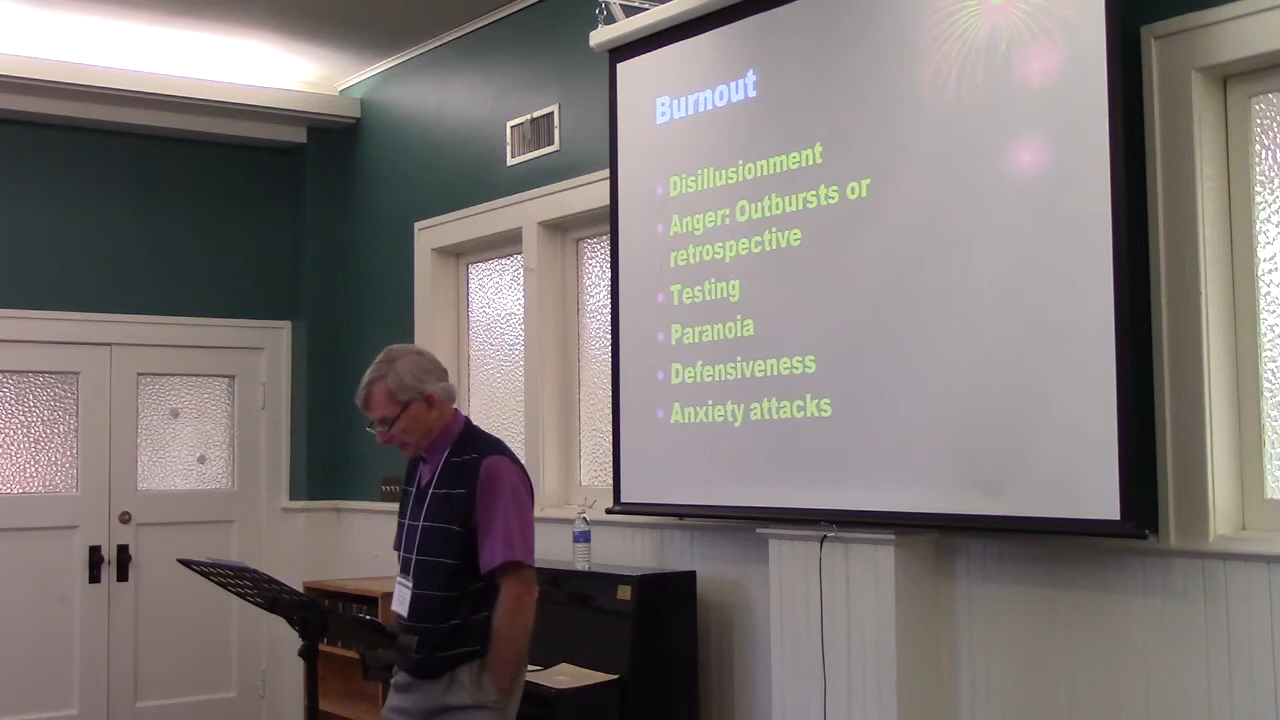 Burnout
Disillusionment
Anger: Outbursts or
retrospective
Testing
Paranoia
Defensiveness
Anxiety attacks